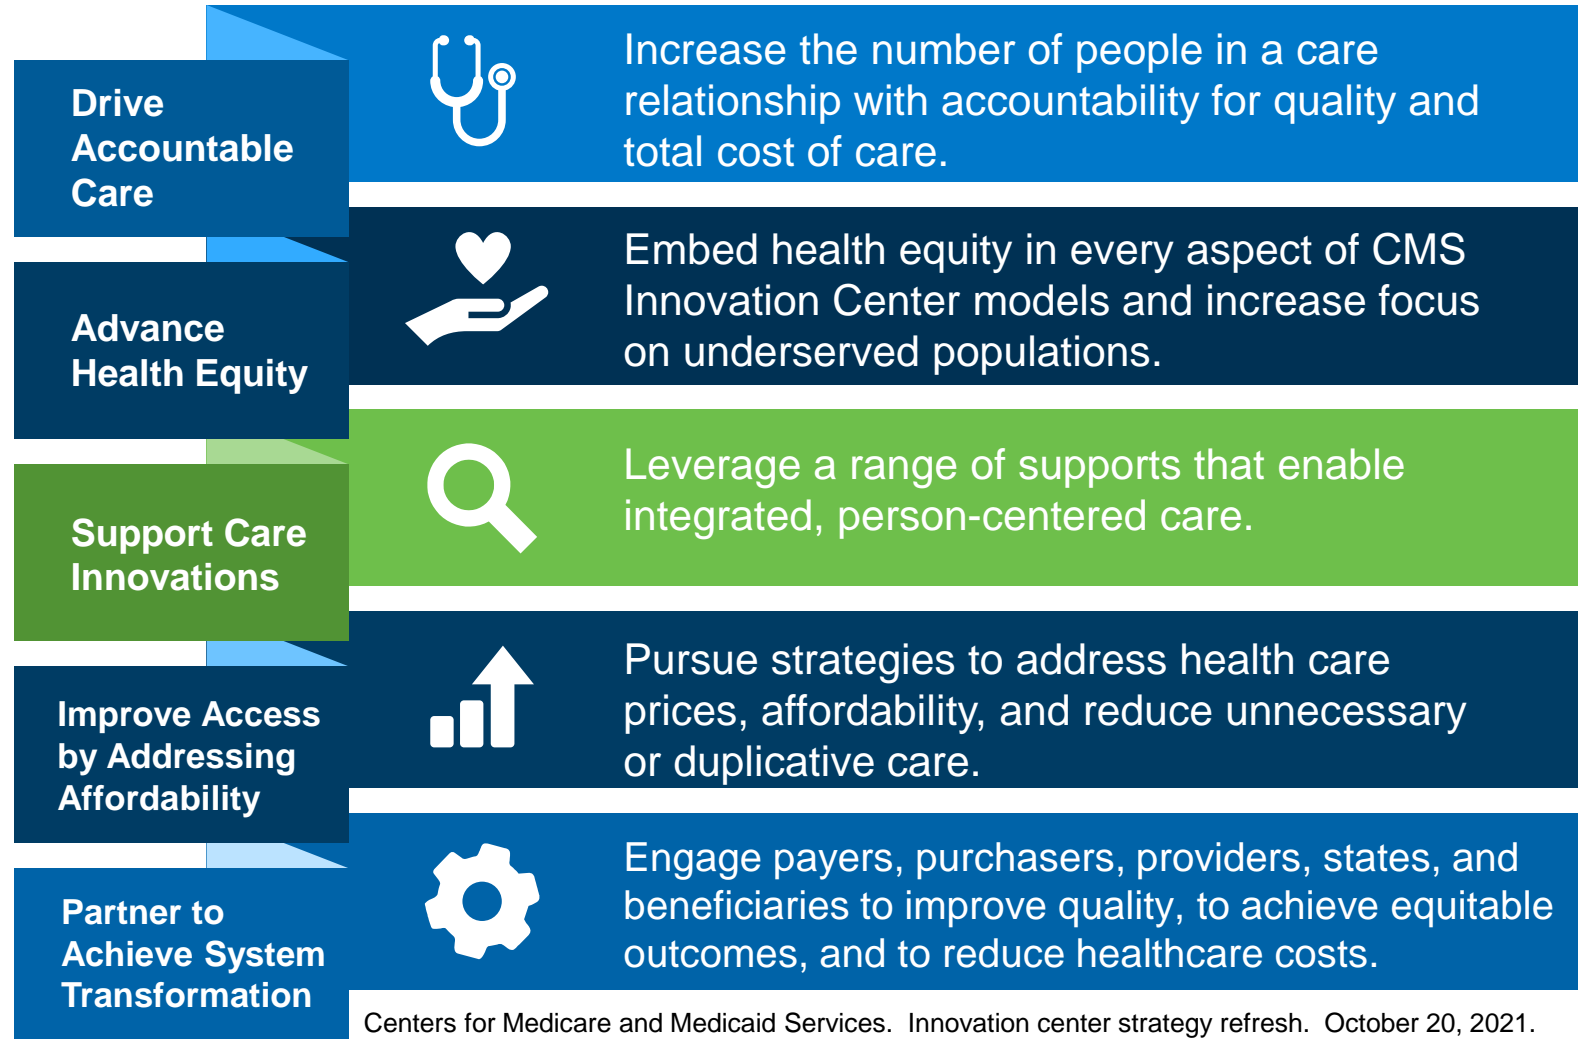 Drive
Accountable
Care
Increase the number of people in a care
relationship with accountability for quality and
total cost of care.
Advance
Health Equity
Embed health equity in every aspect of CMS
Innovation Center models and increase focus
on underserved populations.
Support Care
Innovations
Leverage a range of supports that enable
integrated, person-centered care.
Improve Access
by Addressing
Affordability
Pursue strategies to address health care
prices, affordability, and reduce unnecessary
or duplicative care.
Partner to
Achieve System
Transformation
Engage payers, purchasers, providers, states, and
beneficiaries to improve quality, to achieve equitable
outcomes, and to reduce healthcare costs.
Centers for Medicare and Medicaid Services.  Innovation center strategy refresh.  October 20, 2021.